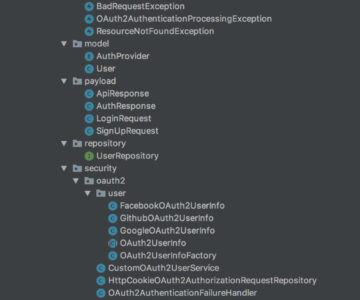 BadRequestException
OAuth2AuthenticationProcessingException
ResourceNotFoundException
model
AuthProvider
User
payload
ApiResponse
AuthResponse
LoginRequest
SignUpRequest
repository
UserRepository
security
oauth2
user
FacebookOAuth2UserInfo
GithubOAuth2UserInfo
GoogleOAuth2UserInfo
OAuth2UserInfo
OAuth2UserInfoFactory
CustomOAuth2UserService
HttpCookieOAuth2AuthorizationRequestRepository
OAuth2AuthenticationFailureHandler